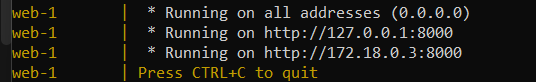 web-1 | * Running on all addresses (0.0.0.0)
web-1 | * Running on http://127.0.0.1:8000
web-1 | * Running on http://172.18.0.3:8000
web-1 | Press CTRL+C to quit